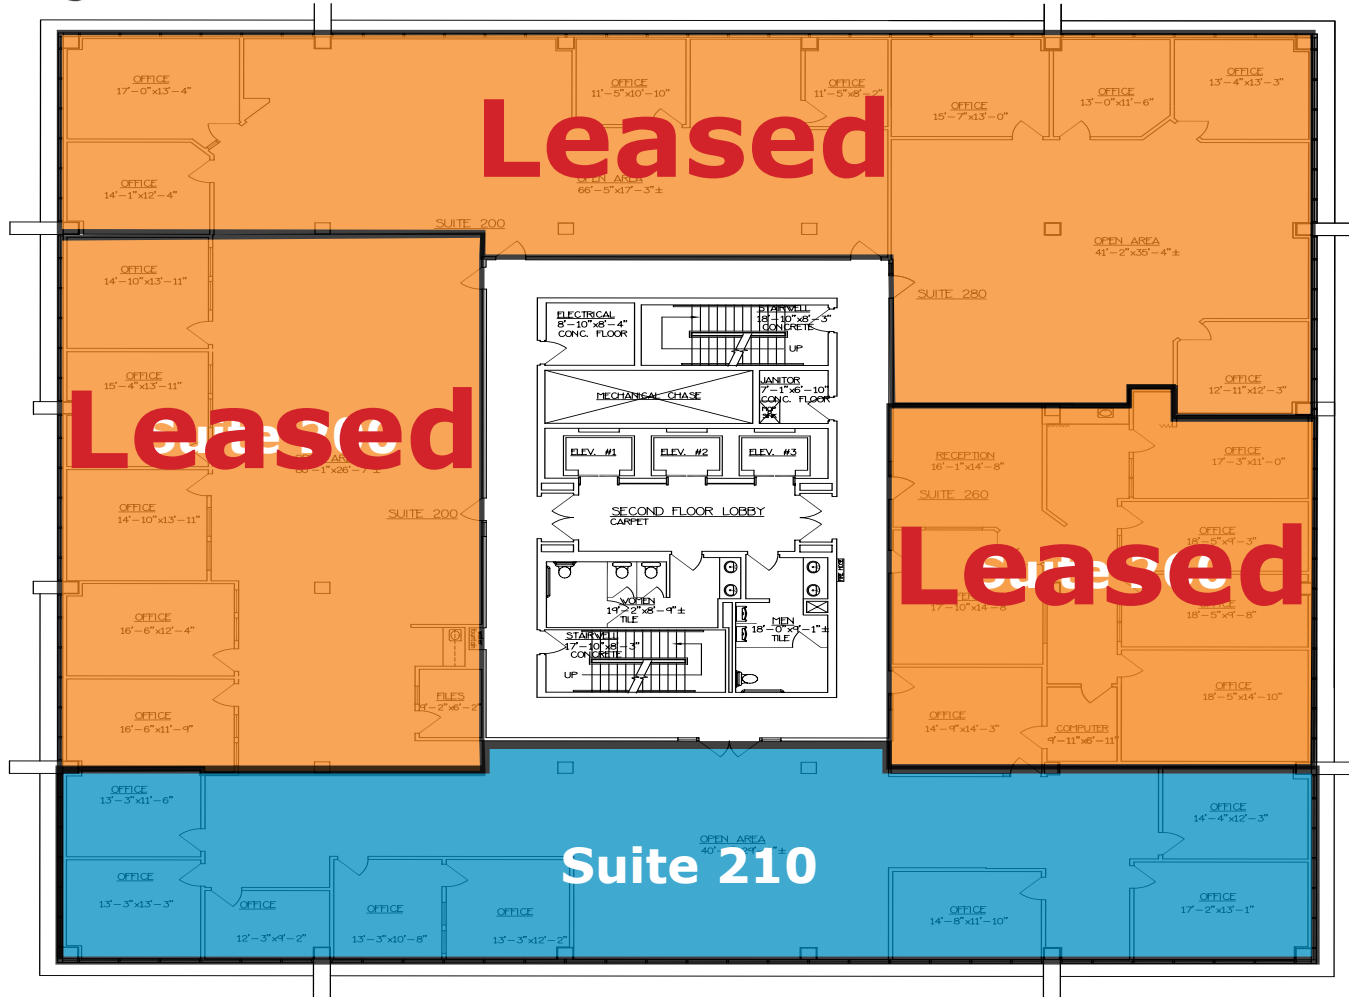 OFFICE
17'-0"x13'-4"
OFFICE
11'-5"x10'-10"
OFFICE
11'-5"x8'-2"
OFFICE
15'-7"x13'-0"
OFFICE
13'-0"x11'-6"
OFFICE
13'-4"x13'-3"
Leased
OFFICE
14'-1"x12'-4"
OPEN AREA
66'-5"x17'-3"±
SUITE 200
OPEN AREA
41'-2"x35'-4"±
SUITE 280
OFFICE
12'-11"x12'-3"
OFFICE
14'-10"x13'-11"
OFFICE
15'-4"x13'-11"
Leased
OFFICE
14'-10"x13'-11"
SUITE 200
OFFICE
16'-6"x12'-4"
OFFICE
16'-6"x11'-9"
FILES
ELECTRICAL
8'-10"x8'-4"
CONC. FLOOR
STAIRWELL
18'-10"x8'-3"
CONCRETE
UP
MECHANICAL CHASE
JANITOR
7'-1"x6'-10"
CONC. FLOOR
ELEV. #1
ELEV. #2
ELEV. #3
SECOND FLOOR LOBBY
CARPET
WOMEN
19'-2"x8'-9"±
TILE
MEN
18'-0"x9'-1"±
TILE
STAIRWELL
17'-10"x8'-3"
CONCRETE
UP
RECEPTION
16'-1"x14'-8"
SUITE 260
OFFICE
17'-3"x11'-0"
OFFICE
18'-5"x9'-3"
Leased
17'-10"x14'-8"
OFFICE
18'-5"x9'-8"
OFFICE
18'-5"x14'-10"
OFFICE
14'-9"x14'-3"
COMPUTER
9'-11"x6'-11"
OFFICE
13'-3"x11'-6"
OFFICE
13'-3"x13'-3"
OFFICE
12'-3"x9'-2"
OFFICE
13'-3"x10'-8"
OFFICE
13'-3"x12'-2"
OPEN AREA
Suite 210
OFFICE
14'-8"x11'-10"
OFFICE
14'-4"x12'-3"
OFFICE
17'-2"x13'-1"